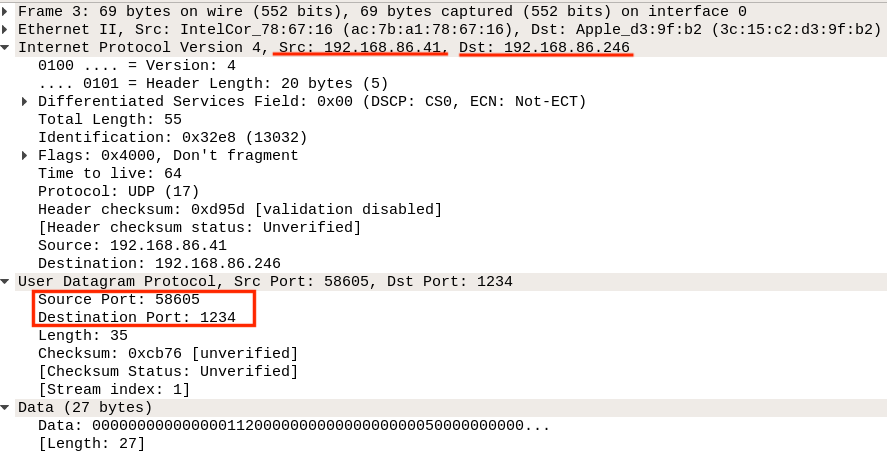 Frame 3: 69 bytes on wire (552 bits), 69 bytes captured (552 bits) on interface 0
Ethernet II, Src: IntelCor_78:67:16 (ac:7b:a1:78:67:16), Dst: Apple_d3:9f:b2 (3c:15:c2:d3:9f:b2)
Internet Protocol Version 4, Src: 192.168.86.41, Dst: 192.168.86.246
0100 .... = Version: 4
.... 0101 = Header Length: 20 bytes (5)
Differentiated Services Field: 0x00 (DSCP: CS0, ECN: Not-ECT)
Total Length: 55
Identification: 0x32e8 (13032)
Flags: 0x4000, Don't fragment
Time to live: 64
Protocol: UDP (17)
Header checksum: 0xd95d [validation disabled]
[Header checksum status: Unverified]
Source: 192.168.86.41
Destination: 192.168.86.246
User Datagram Protocol, Src Port: 58605, Dst Port: 1234
Source Port: 58605
Destination Port: 1234
Length: 35
Checksum: 0xcb76 [unverified]
[Checksum Status: Unverified]
[Stream index: 1]
Data (27 bytes)
Data: 000000000000000112000000000000000000050000000000...
[Length: 27]